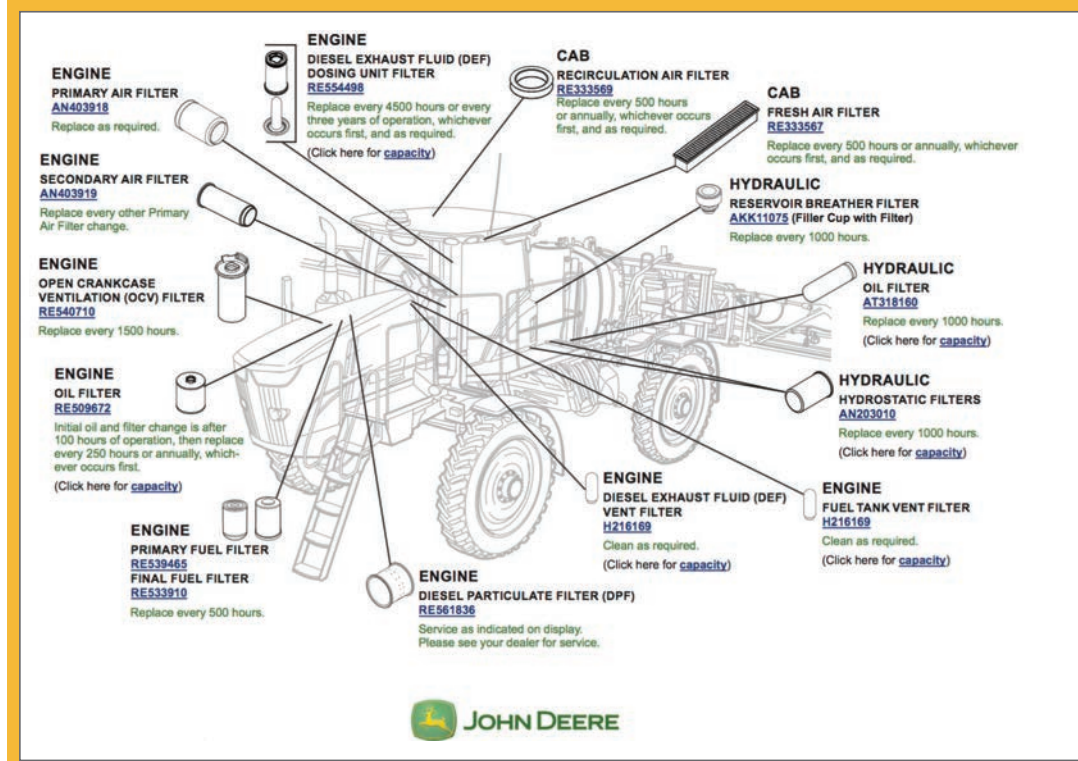 ENGINE
PRIMARY AIR FILTER
AN403918
Replace as required.
ENGINE
DIESEL EXHAUST FLUID (DEF)
DOSING UNIT FILTER
RE554498
Replace every 4500 hours or every
three years of operation, whichever
occurs first, and as required.
(Click here for capacity)
CAB
RECIRCULATION AIR FILTER
RE333569
Replace every 500 hours
or annually, whichever occurs
first, and as required.
CAB
FRESH AIR FILTER
RE333567
Replace every 500 hours or annually, whichever
occurs first, and as required.
ENGINE
SECONDARY AIR FILTER
AN403919
Replace every other Primary
Air Filter change.
HYDRAULIC
RESERVOIR BREATHER FILTER
AKK11075 (Filler Cup with Filter)
Replace every 1000 hours.
ENGINE
OPEN CRANKCASE
VENTILATION (OCV) FILTER
RE540710
Replace every 1500 hours.
HYDRAULIC
OIL FILTER
AT318160
Replace every 1000 hours.
(Click here for capacity)
ENGINE
OIL FILTER
RE509672
Initial oil and filter change is after
100 hours of operation, then replace
every 250 hours or annually, which-
ever occurs first.
(Click here for capacity)
HYDRAULIC
HYDROSTATIC FILTERS
AN203010
Replace every 1000 hours.
(Click here for capacity)
ENGINE
PRIMARY FUEL FILTER
RE539465
FINAL FUEL FILTER
RE533910
Replace every 500 hours.
ENGINE
DIESEL PARTICULATE FILTER (DPF)
RE561836
Service as indicated on display.
Please see your dealer for service.
ENGINE
DIESEL EXHAUST FLUID (DEF)
VENT FILTER
H216169
Clean as required.
(Click here for capacity)
ENGINE
FUEL TANK VENT FILTER
H216169
Clean as required.
(Click here for capacity)
JOHN DEERE